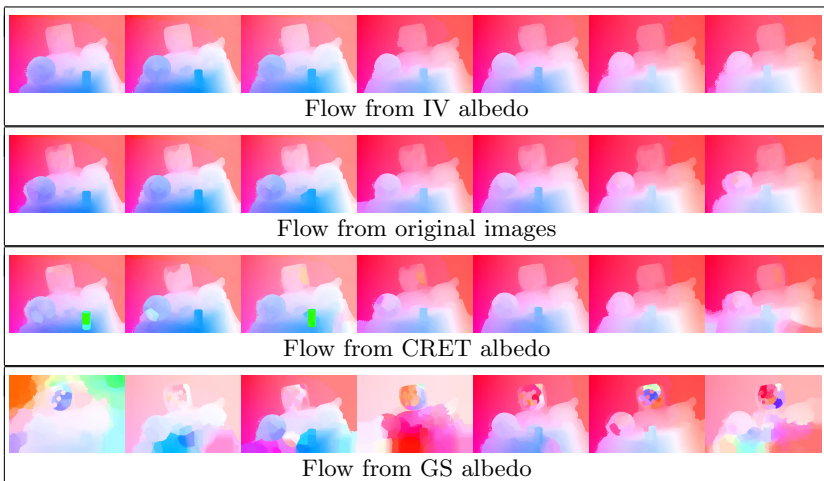 Flow from IV albedo
Flow from original images
Flow from CRET albedo
Flow from GS albedo